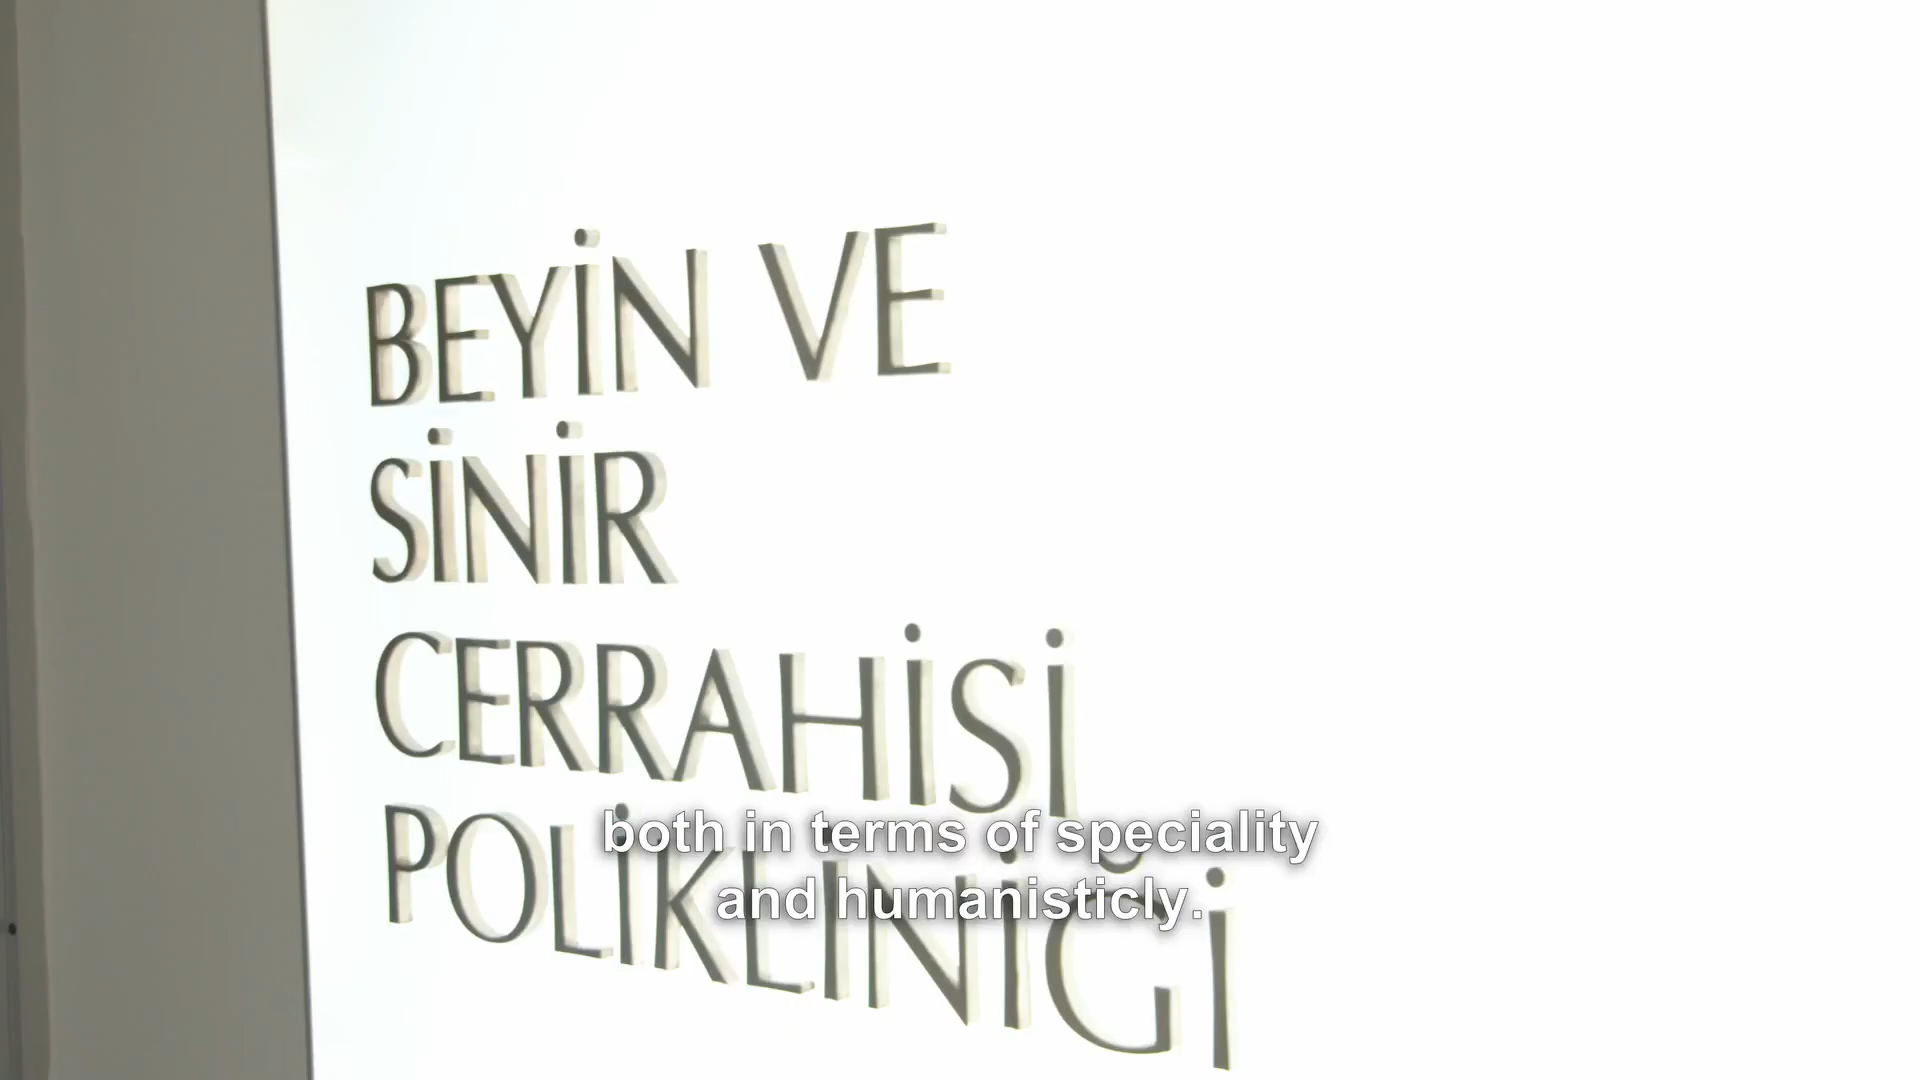 BEYİN VE
SİNİR
CERRAHİSİ
POLİKLİNİĞİ
both in terms of speciality
and humanisticly.